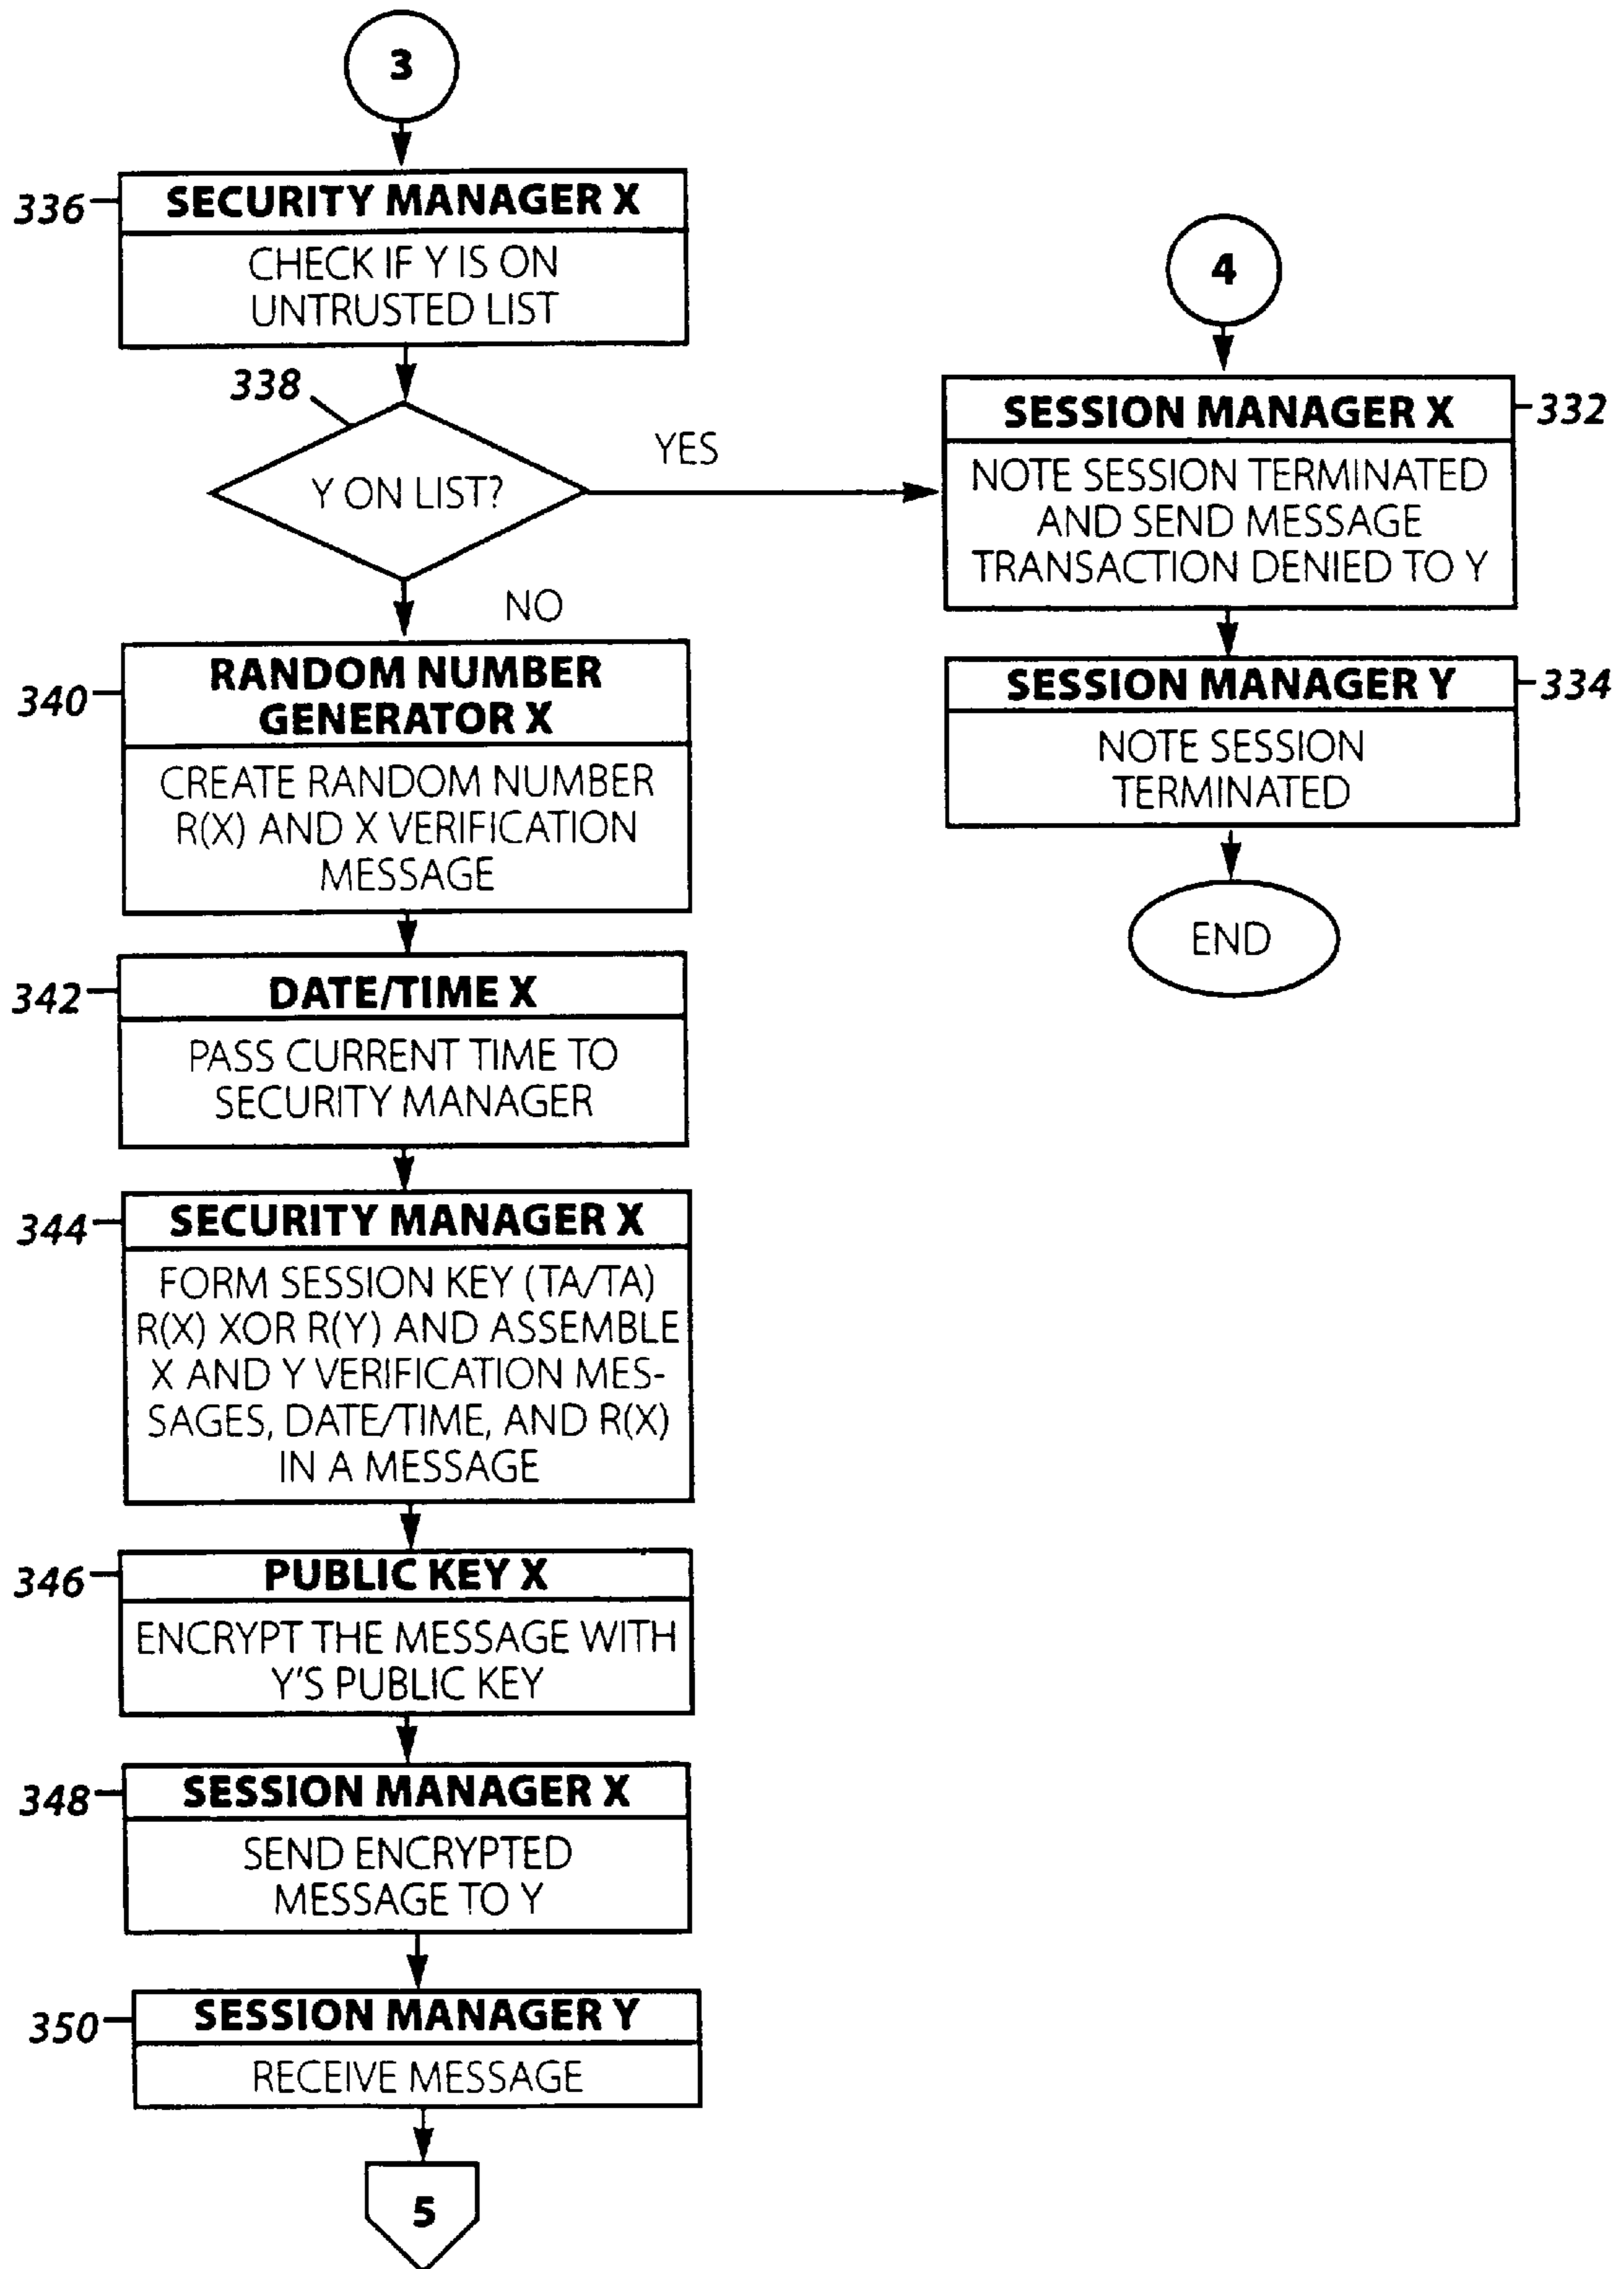 3
336
SECURITY MANAGER X
CHECK IF Y IS ON
UNTRUSTED LIST
338
Y ON LIST?
YES
NO
340
RANDOM NUMBER
GENERATOR X
CREATE RANDOM NUMBER
R(X) AND X VERIFICATION
MESSAGE
342
DATE/TIME X
PASS CURRENT TIME TO
SECURITY MANAGER
344
SECURITY MANAGER X
FORM SESSION KEY (TA/TA)
R(X) XOR R(Y) AND ASSEMBLE
X AND Y VERIFICATION MES-
SAGES, DATE/TIME, AND R(X)
IN A MESSAGE
346
PUBLIC KEY X
ENCRYPT THE MESSAGE WITH
Y'S PUBLIC KEY
348
SESSION MANAGER X
SEND ENCRYPTED
MESSAGE TO Y
350
SESSION MANAGER Y
RECEIVE MESSAGE
5
4
SESSION MANAGER X
332
NOTE SESSION TERMINATED
AND SEND MESSAGE
TRANSACTION DENIED TO Y
SESSION MANAGER Y
334
NOTE SESSION
TERMINATED
END